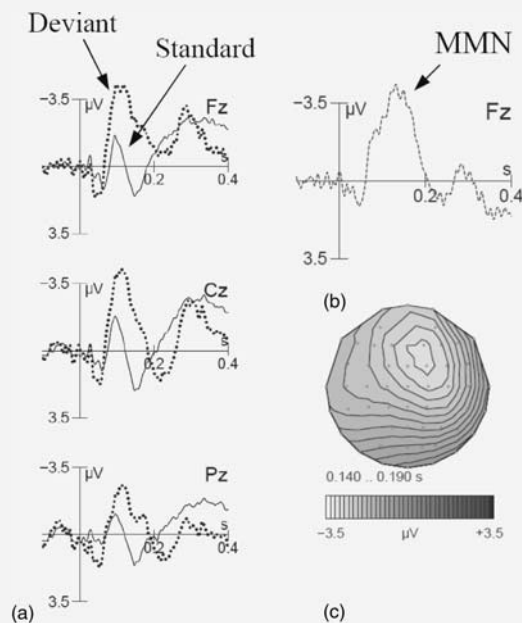 Deviant
Standard
−3.5
μV
Fz
s
0.2
0.4
3.5
−3.5
μV
Cz
s
0.2
0.4
3.5
−3.5
μV
Pz
s
0.2
0.4
3.5
(a)
MMN
−3.5
μV
Fz
s
0.2
0.4
3.5
(b)
0.140 .. 0.190 s
−3.5 μV +3.5
(c)